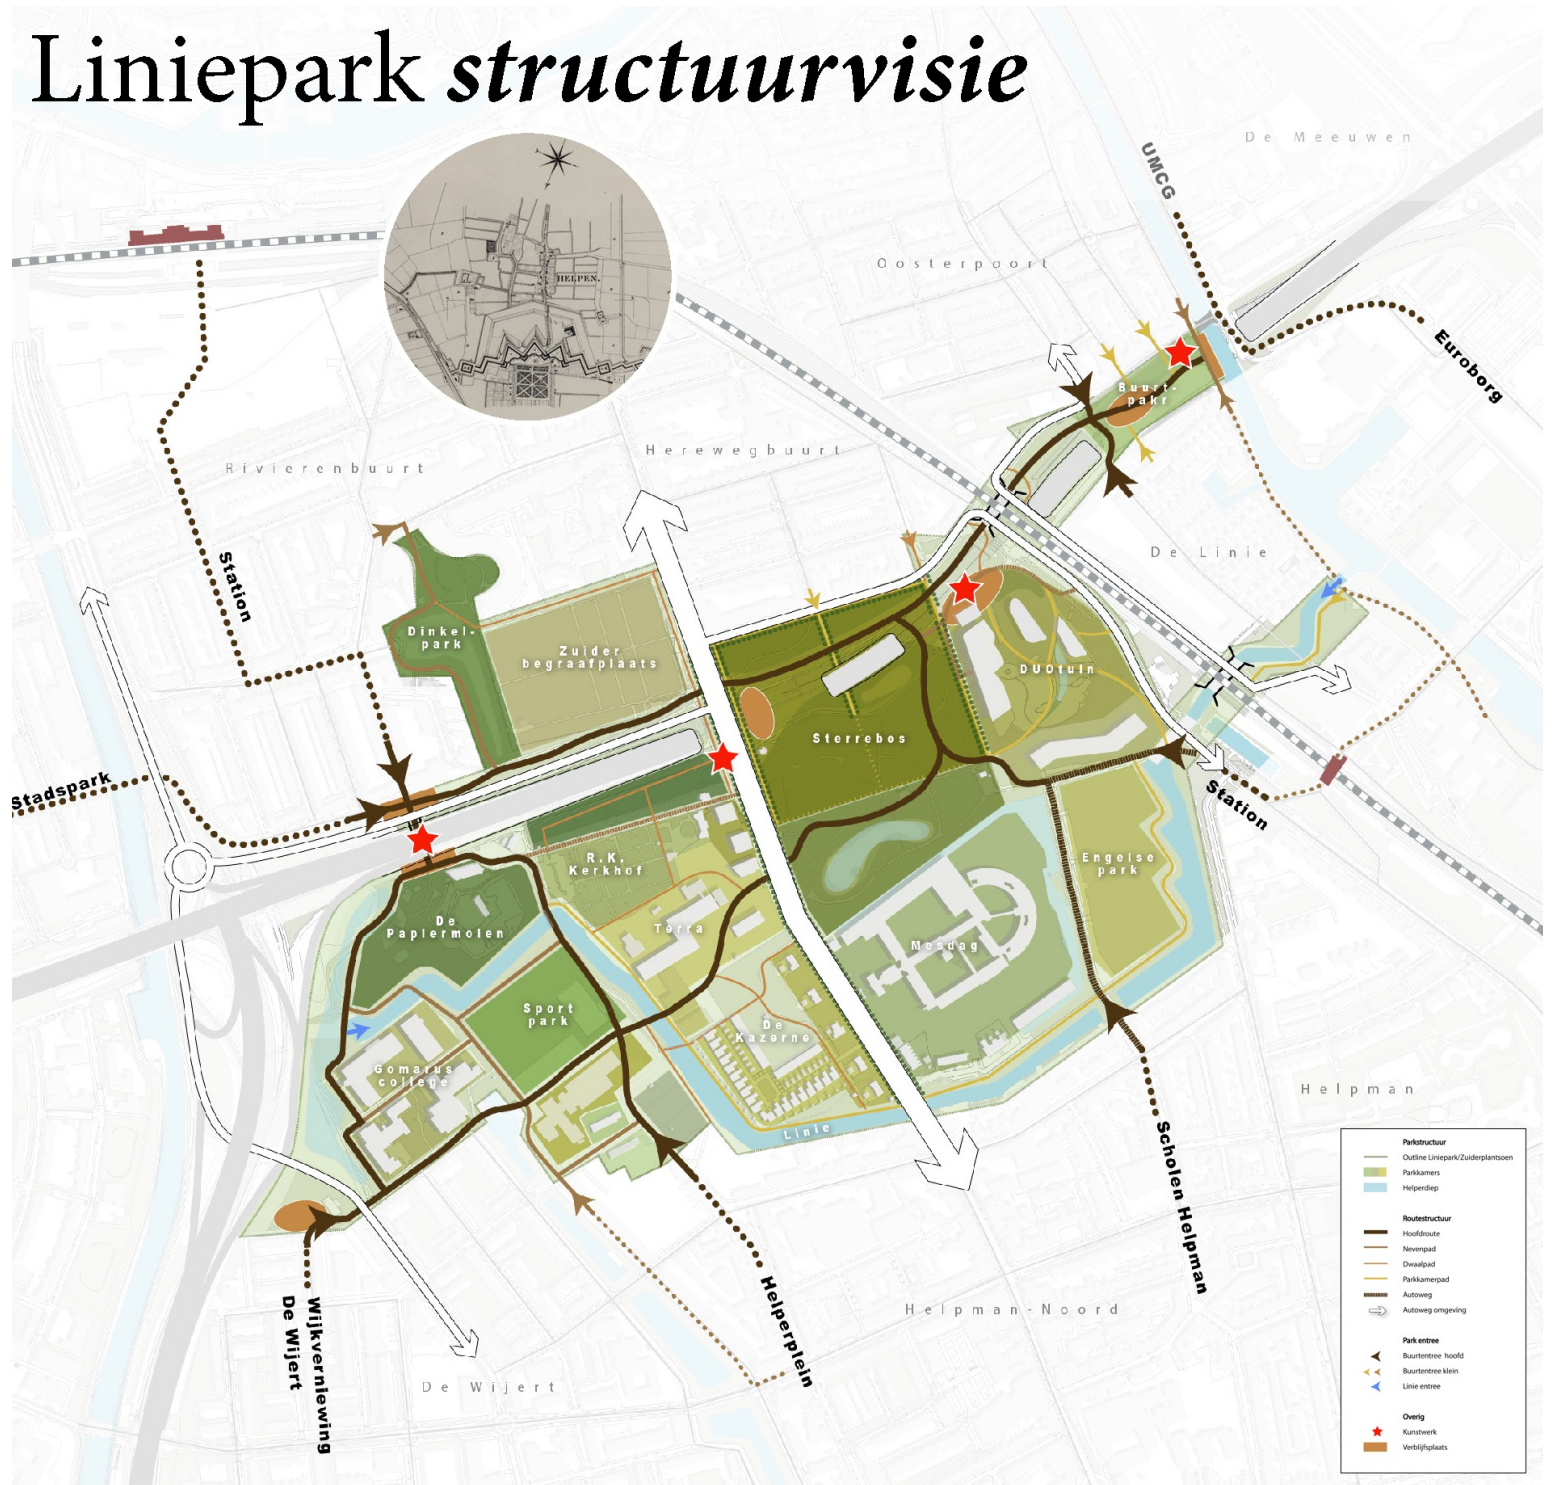 Liniepark structuurvisie
De Meeuwen
UMCG
Oosterpoort
HELPEN.
Euroborg
Buurt-
pakr
Herewegbuurt
Rivierenbuurt
De Linie
Station
Dinkel-
park
Zuider
begraafplaats
DUOtuin
Sterrebos
Stadspark
Station
R.K.
Kerkhof
Engelse
park
De
Papiermolen
Terra
Mesdag
Sport
park
De
Kazerne
Gomarus
college
Linie
Helpman
Scholen Helpman
Helperplein
Helpman-Noord
Wijkverniewing
De Wijert
De Wijert
Parkstructuur
Outline Liniepark/Zuiderplantsoen
Parkkamers
Helperdiep
Routestructuur
Hoofdroute
Nevenpad
Dwaalpad
Parkkamerpad
Autoweg
Autoweg omgeving
Park entree
Buurtentree hoofd
Buurtentree klein
Linie entree
Overig
Kunstwerk
Verblijfsplaats